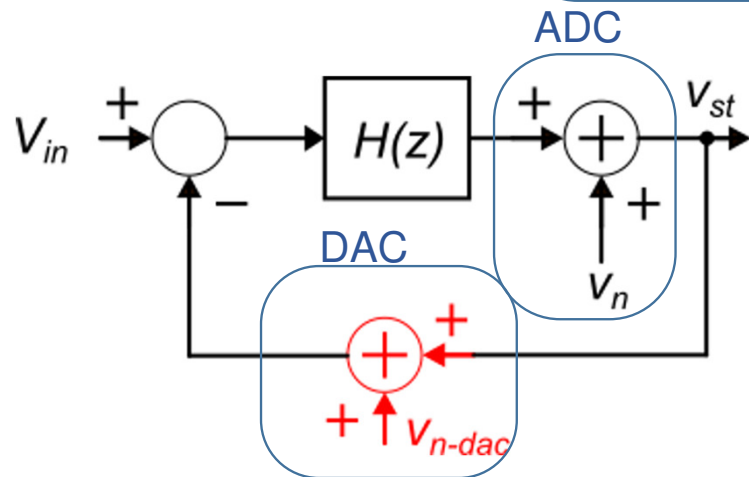 ADC
+ + v_st
V_in H(z) +
− +
DAC v_n
+
+
+ v_n-dac